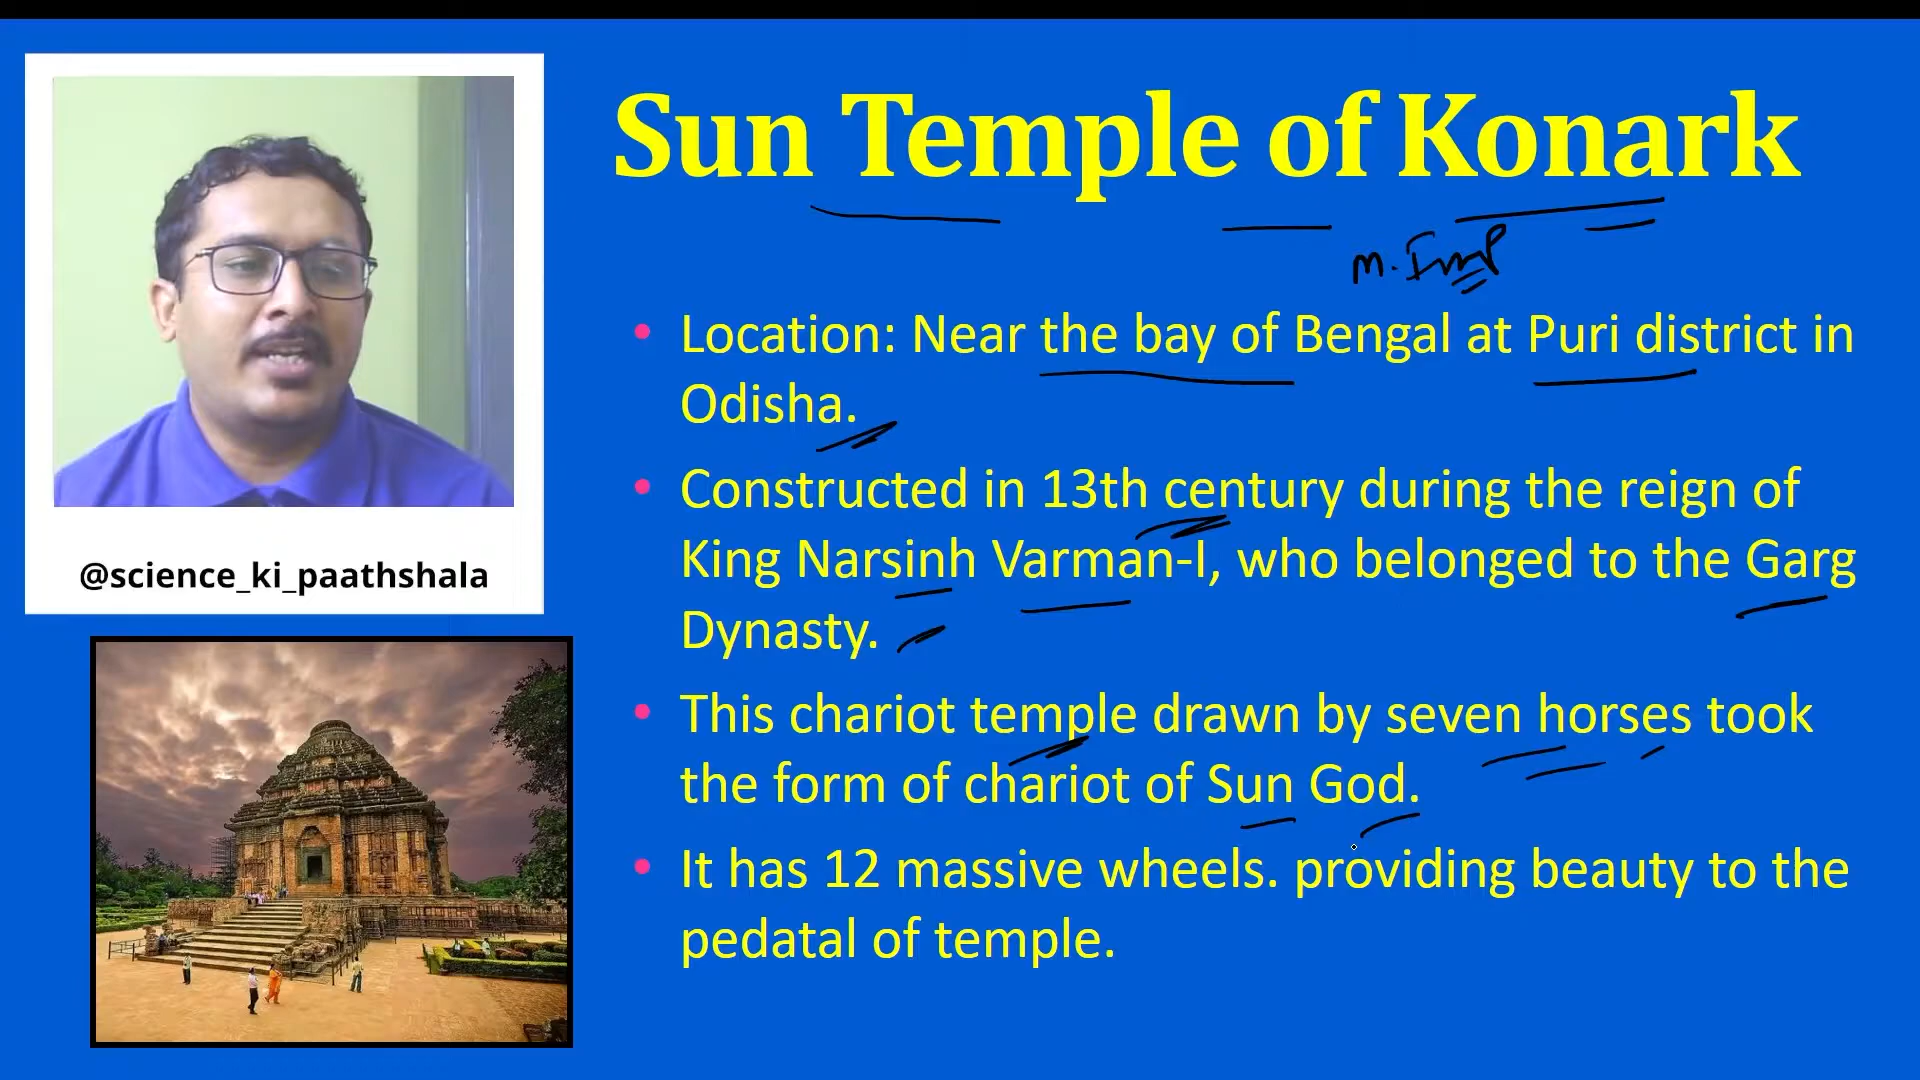 Sun Temple of Konark
M. Imp
Location: Near the bay of Bengal at Puri district in
Odisha.
Constructed in 13th century during the reign of
King Narsinh Varman-I, who belonged to the Garg
Dynasty.
This chariot temple drawn by seven horses took
the form of chariot of Sun God.
It has 12 massive wheels. providing beauty to the
pedatal of temple.
@science_ki_paathshala